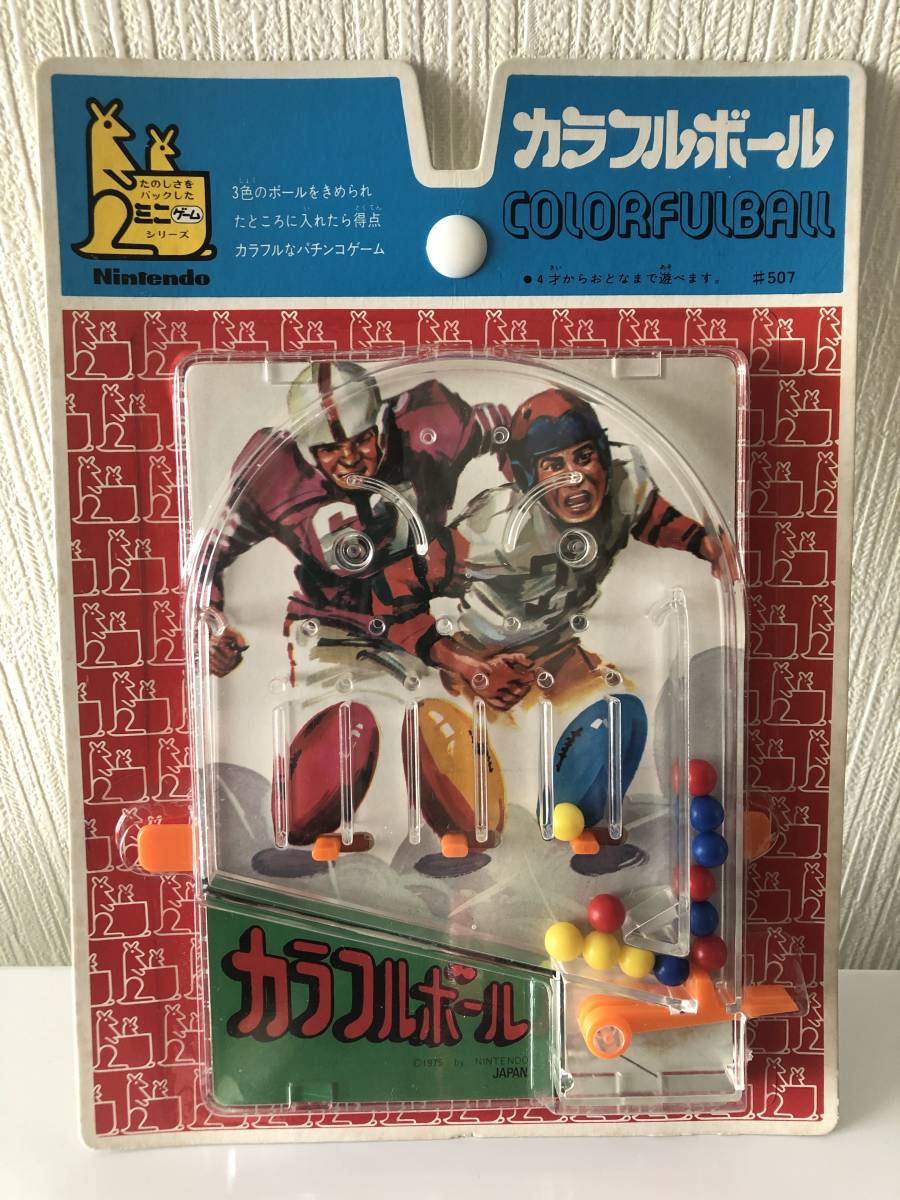 たのしさを
パックした
ミニゲーム
シリーズ
Nintendo
3色のボールをきめられ
たところに入れたら得点
カラフルなパチンコゲーム
カラフルボール
COLORFULBALL
●4才からおとなまで遊べます。 #507
カラフルボール
©1975 by NINTENDO
JAPAN